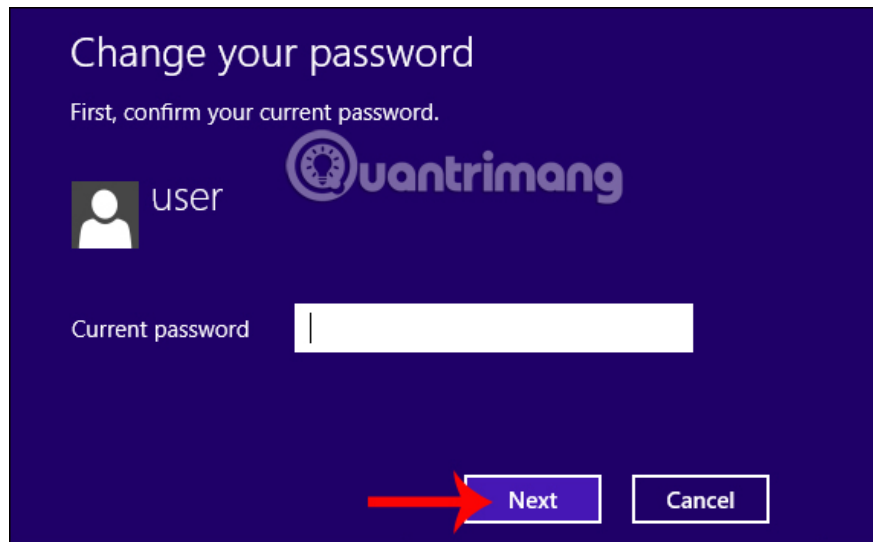 Change your password
First, confirm your current password.
Quantrimang
user
Current password
Next
Cancel